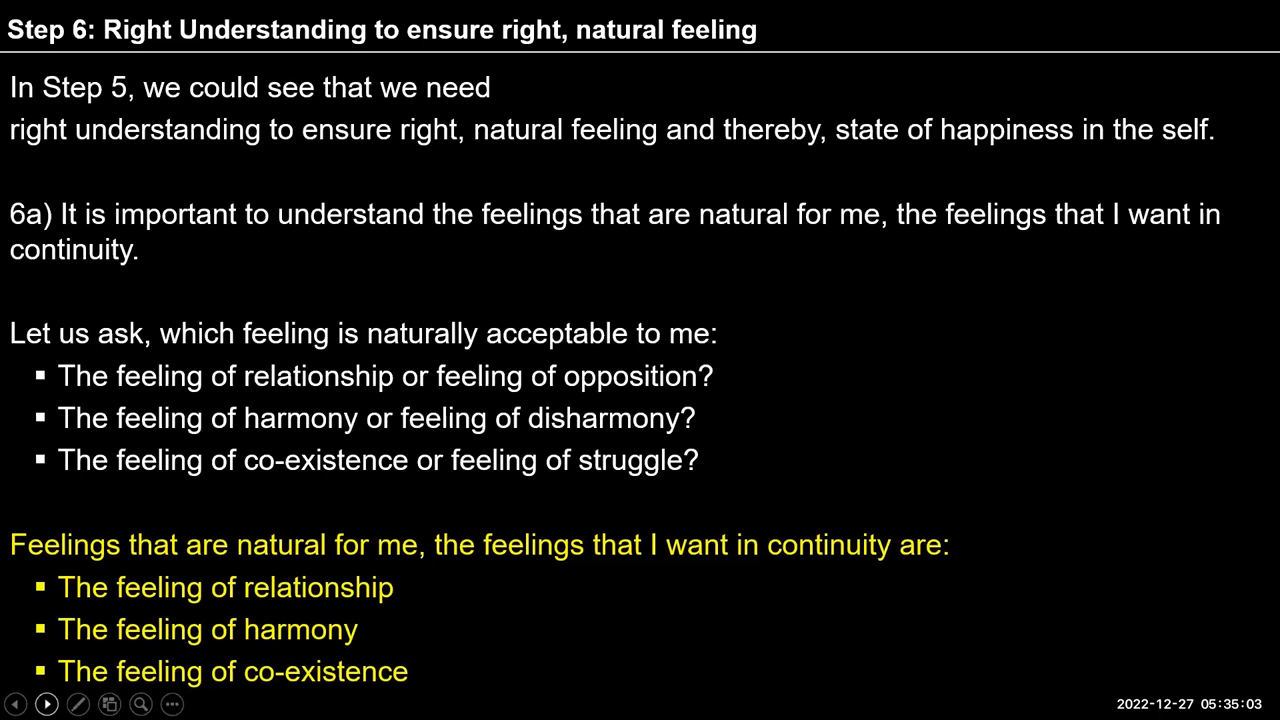 Step 6: Right Understanding to ensure right, natural feeling
In Step 5, we could see that we need
right understanding to ensure right, natural feeling and thereby, state of happiness in the self.
6a) It is important to understand the feelings that are natural for me, the feelings that I want in
continuity.
Let us ask, which feeling is naturally acceptable to me:
▪ The feeling of relationship or feeling of opposition?
▪ The feeling of harmony or feeling of disharmony?
▪ The feeling of co-existence or feeling of struggle?
Feelings that are natural for me, the feelings that I want in continuity are:
▪ The feeling of relationship
▪ The feeling of harmony
▪ The feeling of co-existence
2022-12-27 05:35:03